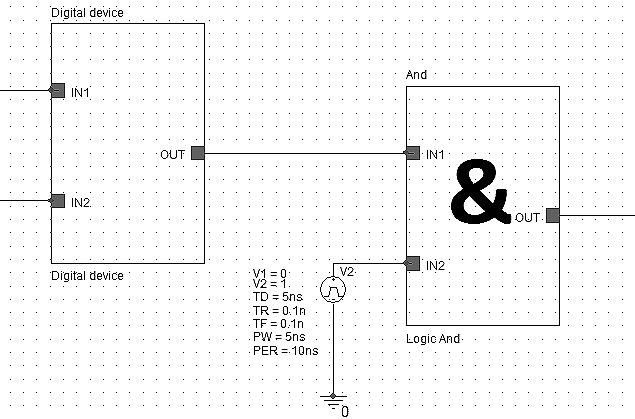 Digital device
IN1
OUT
IN2
Digital device
And
IN1
&
OUT
IN2
Logic And
V2
V1 = 0
V2 = 1
TD = 5ns
TR = 0.1n
TF = 0.1n
PW = 5ns
PER = 10ns
0